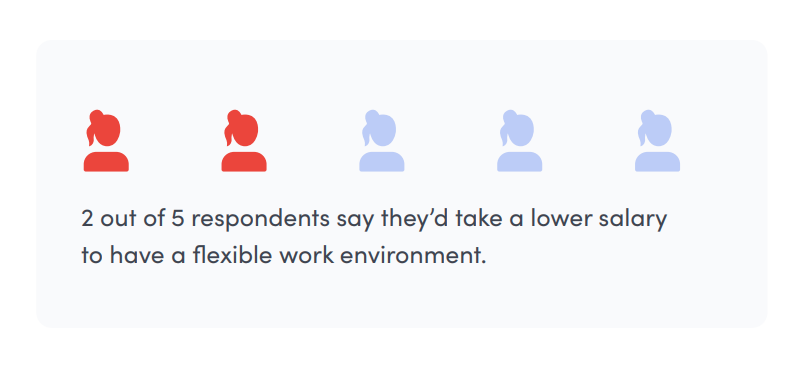 2 out of 5 respondents say they’d take a lower salary
to have a flexible work environment.